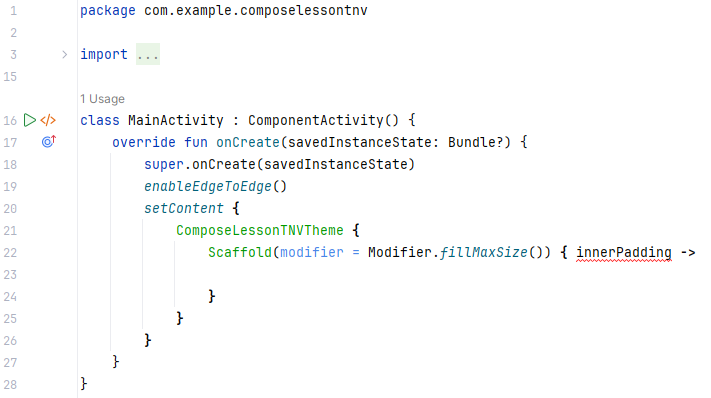 1 package com.example.composelessontnv
2
3 import ...
15
1 Usage
16 class MainActivity : ComponentActivity() {
17 override fun onCreate(savedInstanceState: Bundle?) {
18 super.onCreate(savedInstanceState)
19 enableEdgeToEdge()
20 setContent {
21 ComposeLessonTNVTheme {
22 Scaffold(modifier = Modifier.fillMaxSize()) { innerPadding ->
23
24 }
25 }
26 }
27 }
28 }